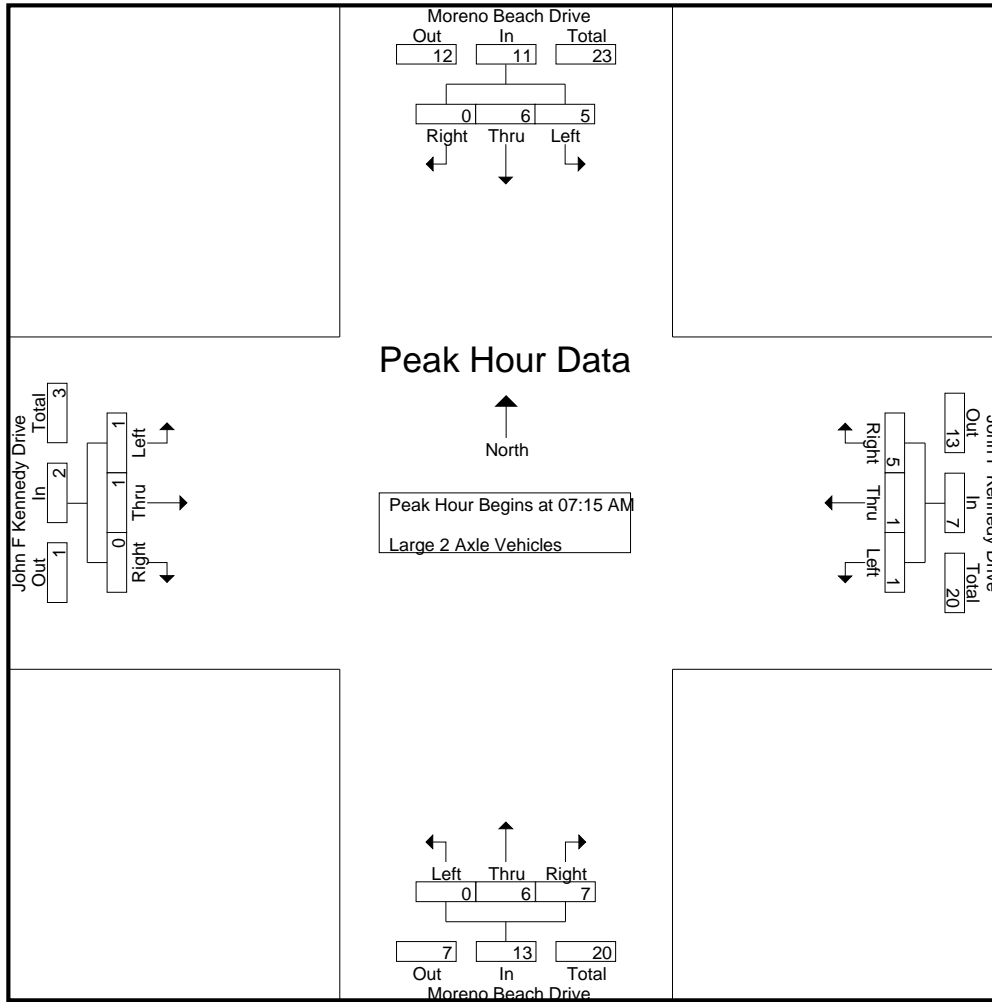 Moreno Beach Drive
Out In Total
12 11 23
0 6 5
Right Thru Left
Peak Hour Data
North
Peak Hour Begins at 07:15 AM
Large 2 Axle Vehicles
John F Kennedy Drive
Out In Total
1 2 3
1 1 0
Left Thru Right
John F Kennedy Drive
Out In Total
13 7 20
5 1 1
Right Thru Left
Left Thru Right
0 6 7
7 13 20
Out In Total
Moreno Beach Drive